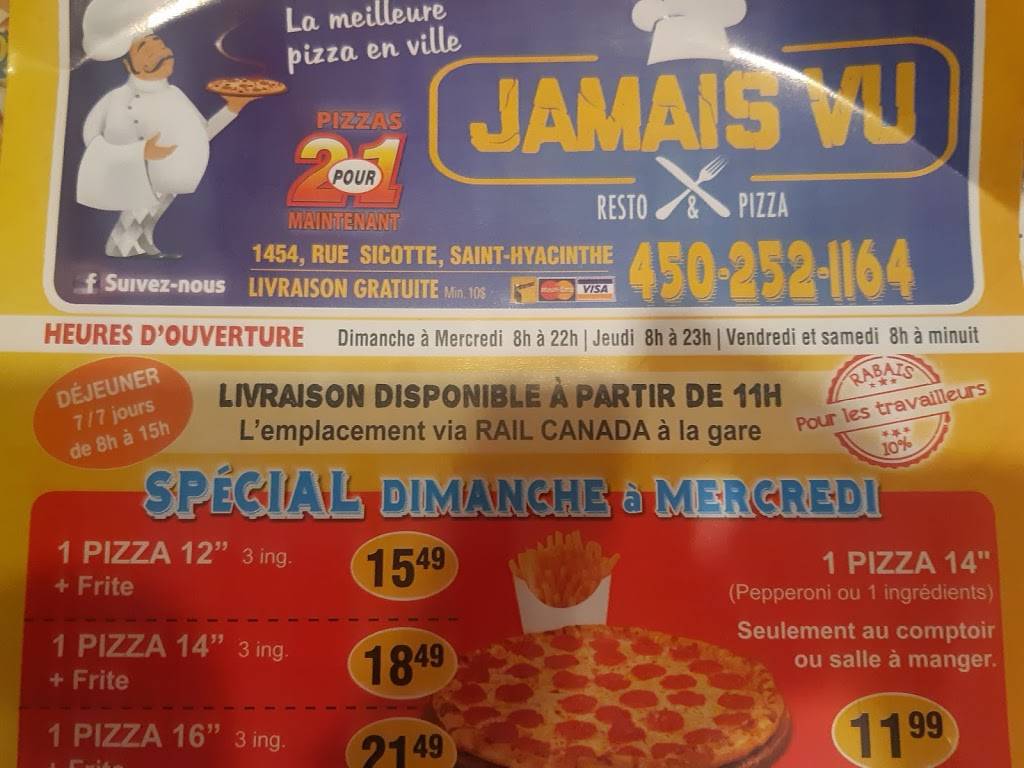 La meilleure
pizza en ville
JAMAIS VU
RESTO & PIZZA
PIZZAS
2 POUR 1
MAINTENANT
1454, RUE SICOTTE, SAINT-HYACINTHE
450-252-1164
f Suivez-nous
LIVRAISON GRATUITE Min. 10$
VISA
HEURES D'OUVERTURE Dimanche à Mercredi 8h à 22h | Jeudi 8h à 23h | Vendredi et samedi 8h à minuit
DÉJEUNER
7/7 jours
de 8h à 15h
LIVRAISON DISPONIBLE À PARTIR DE 11H
L'emplacement via RAIL CANADA à la gare
RABAIS
Pour les travailleurs
10%
SPÉCIAL DIMANCHE à MERCREDI
1 PIZZA 12" 3 ing.
+ Frite
15.49
1 PIZZA 14" 3 ing.
+ Frite
18.49
1 PIZZA 16" 3 ing.
+ Frite
21.49
1 PIZZA 14"
(Pepperoni ou 1 ingrédients)
Seulement au comptoir
ou salle à manger.
11.99